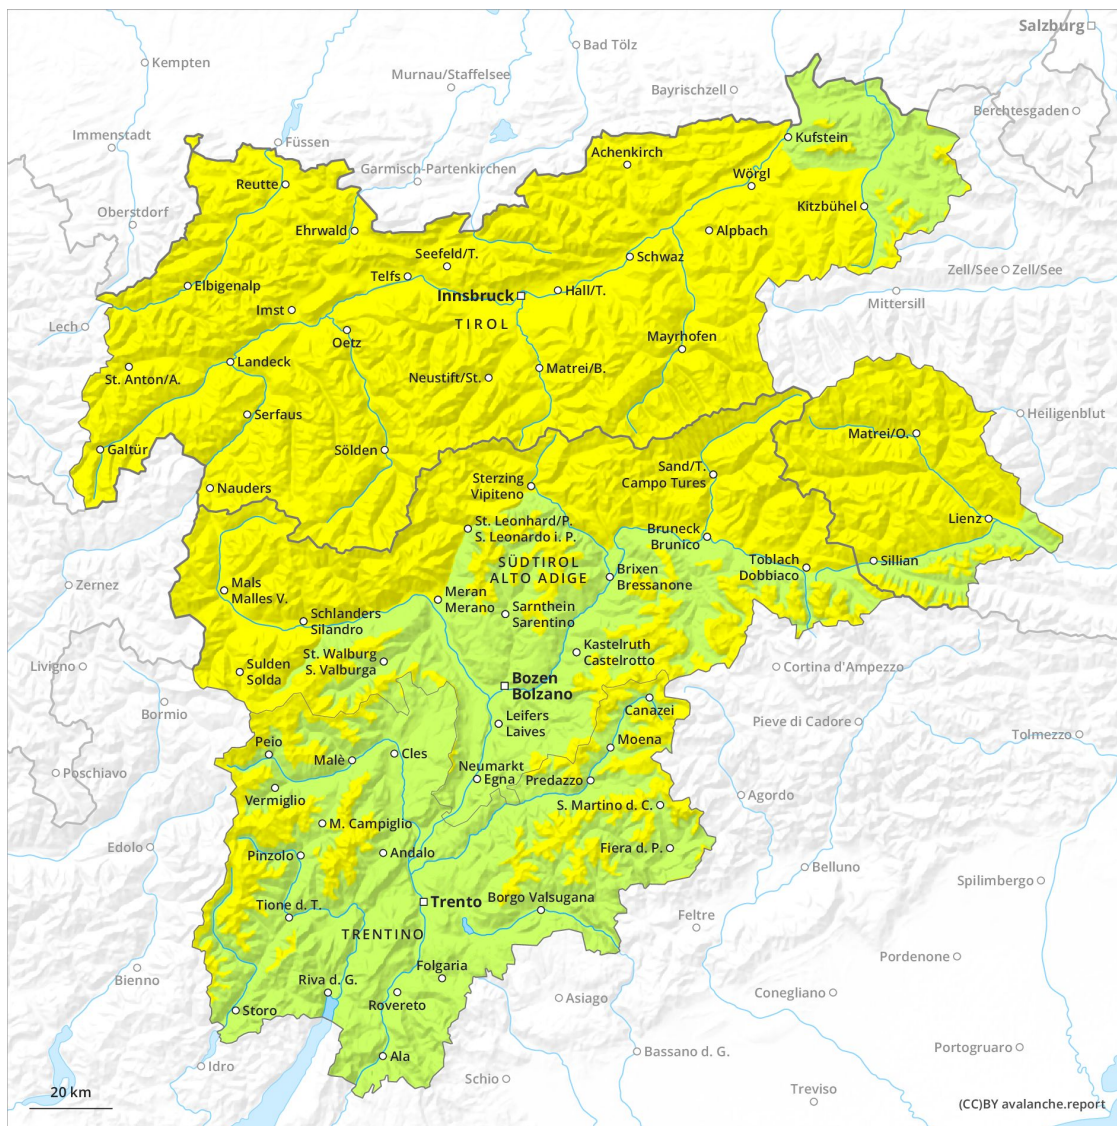 Salzburg
Bad Tölz
Kempten
Murnau/Staffelsee
Bayrischzell
Berchtesgaden
Immenstadt
Füssen
Kufstein
Achenkirch
Garmisch-Partenkirchen
Wörgl
Reutte
Kitzbühel
Oberstdorf
Ehrwald
Alpbach
Seefeld/T.
Schwaz
Zell/See
Zell/See
Telfs
Elbigenalp
Hall/T.
Innsbruck
Mittersill
Imst
TIROL
Lech
Oetz
Mayrhofen
Landeck
Matrei/B.
St. Anton/A.
Neustift/St.
Serfaus
Heiligenblut
Matrei/O.
Galtür
Sölden
Sand/T.
Campo Tures
Sterzing
Vipiteno
Nauders
Lienz
St. Leonhard/P.
S. Leonardo i. P.
Bruneck
Brunico
SÜDTIROL
ALTO ADIGE
Toblach
Dobbiaco
Sillian
Brixen
Bressanone
Zernez
Mals
Malles V.
Meran
Merano
Sarnthein
Sarentino
Schlanders
Silandro
Kastelruth
Castelrotto
St. Walburg
S. Valburga
Livigno
Sulden
Solda
Cortina d'Ampezzo
Bozen
Bolzano
Canazei
Bormio
Leifers
Laives
Pieve di Cadore
Tolmezzo
Peio
Moena
Malè
Cles
Poschiavo
Neumarkt
Egna
Predazzo
Vermiglio
Agordo
S. Martino d. C.
M. Campiglio
Edolo
Pinzolo
Andalo
Fiera d. P.
Belluno
Spilimbergo
Borgo Valsugana
Trento
Tione d. T.
Feltre
TRENTINO
Pordenone
Folgaria
Bienno
Riva d. G.
Conegliano
Rovereto
Asiago
Storo
Portogruaro
Bassano d. G.
Ala
Idro
Schio
Treviso
20 km
(CC)BY avalanche.report